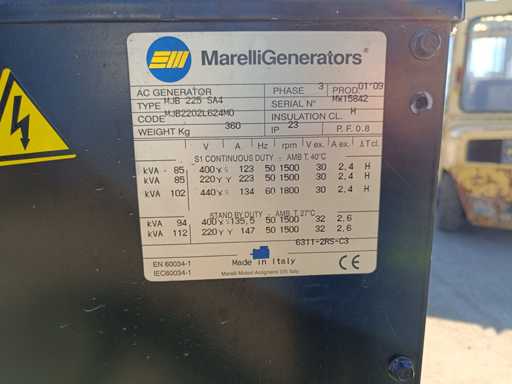 MarelliGenerators®
AC GENERATOR PHASE 3 PROD. 01-09
TYPE MJB 225 SA4 SERIAL N° MW15842
CODE MJB2202L624M0 INSULATION CL. H
WEIGHT Kg 360 IP 23 P.F. 0.8
V A Hz rpm V ex. A ex. ΔT cl.
S1 CONTINUOUS DUTY - AMB T. 40°C
kVA - 85 400 123 50 1500 30 2,4 H
kVA 85 220 Y 223 50 1500 30 2,4 H
kVA 102 440 134 60 1800 30 2,4 H
STAND BY DUTY - AMB. T. 27°C
kVA 94 400 135,5 50 1500 32 2,6
kVA 112 220 Y 147 50 1500 32 2,6
6311-2RS-C3
EN 60034-1
IEC60034-1
Made in Italy
CE